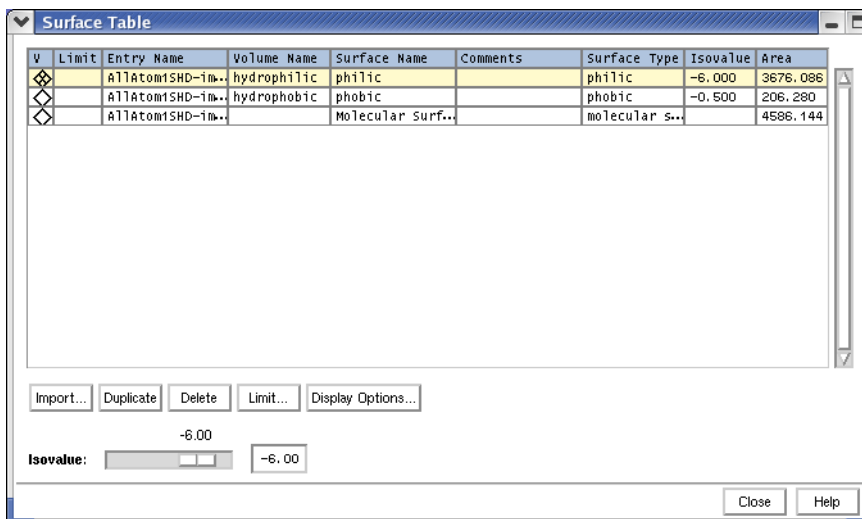 Surface Table
V Limit Entry Name Volume Name Surface Name Comments Surface Type Isovalue Area
AllAtom1SHD-im... hydrophilic philic philic -6.000 3676.086
AllAtom1SHD-im... hydrophobic phobic phobic -0.500 206.280
AllAtom1SHD-im... Molecular Surf... molecular s... 4586.144
Import... Duplicate Delete Limit... Display Options...
-6.00
Isovalue: -6.00
Close Help